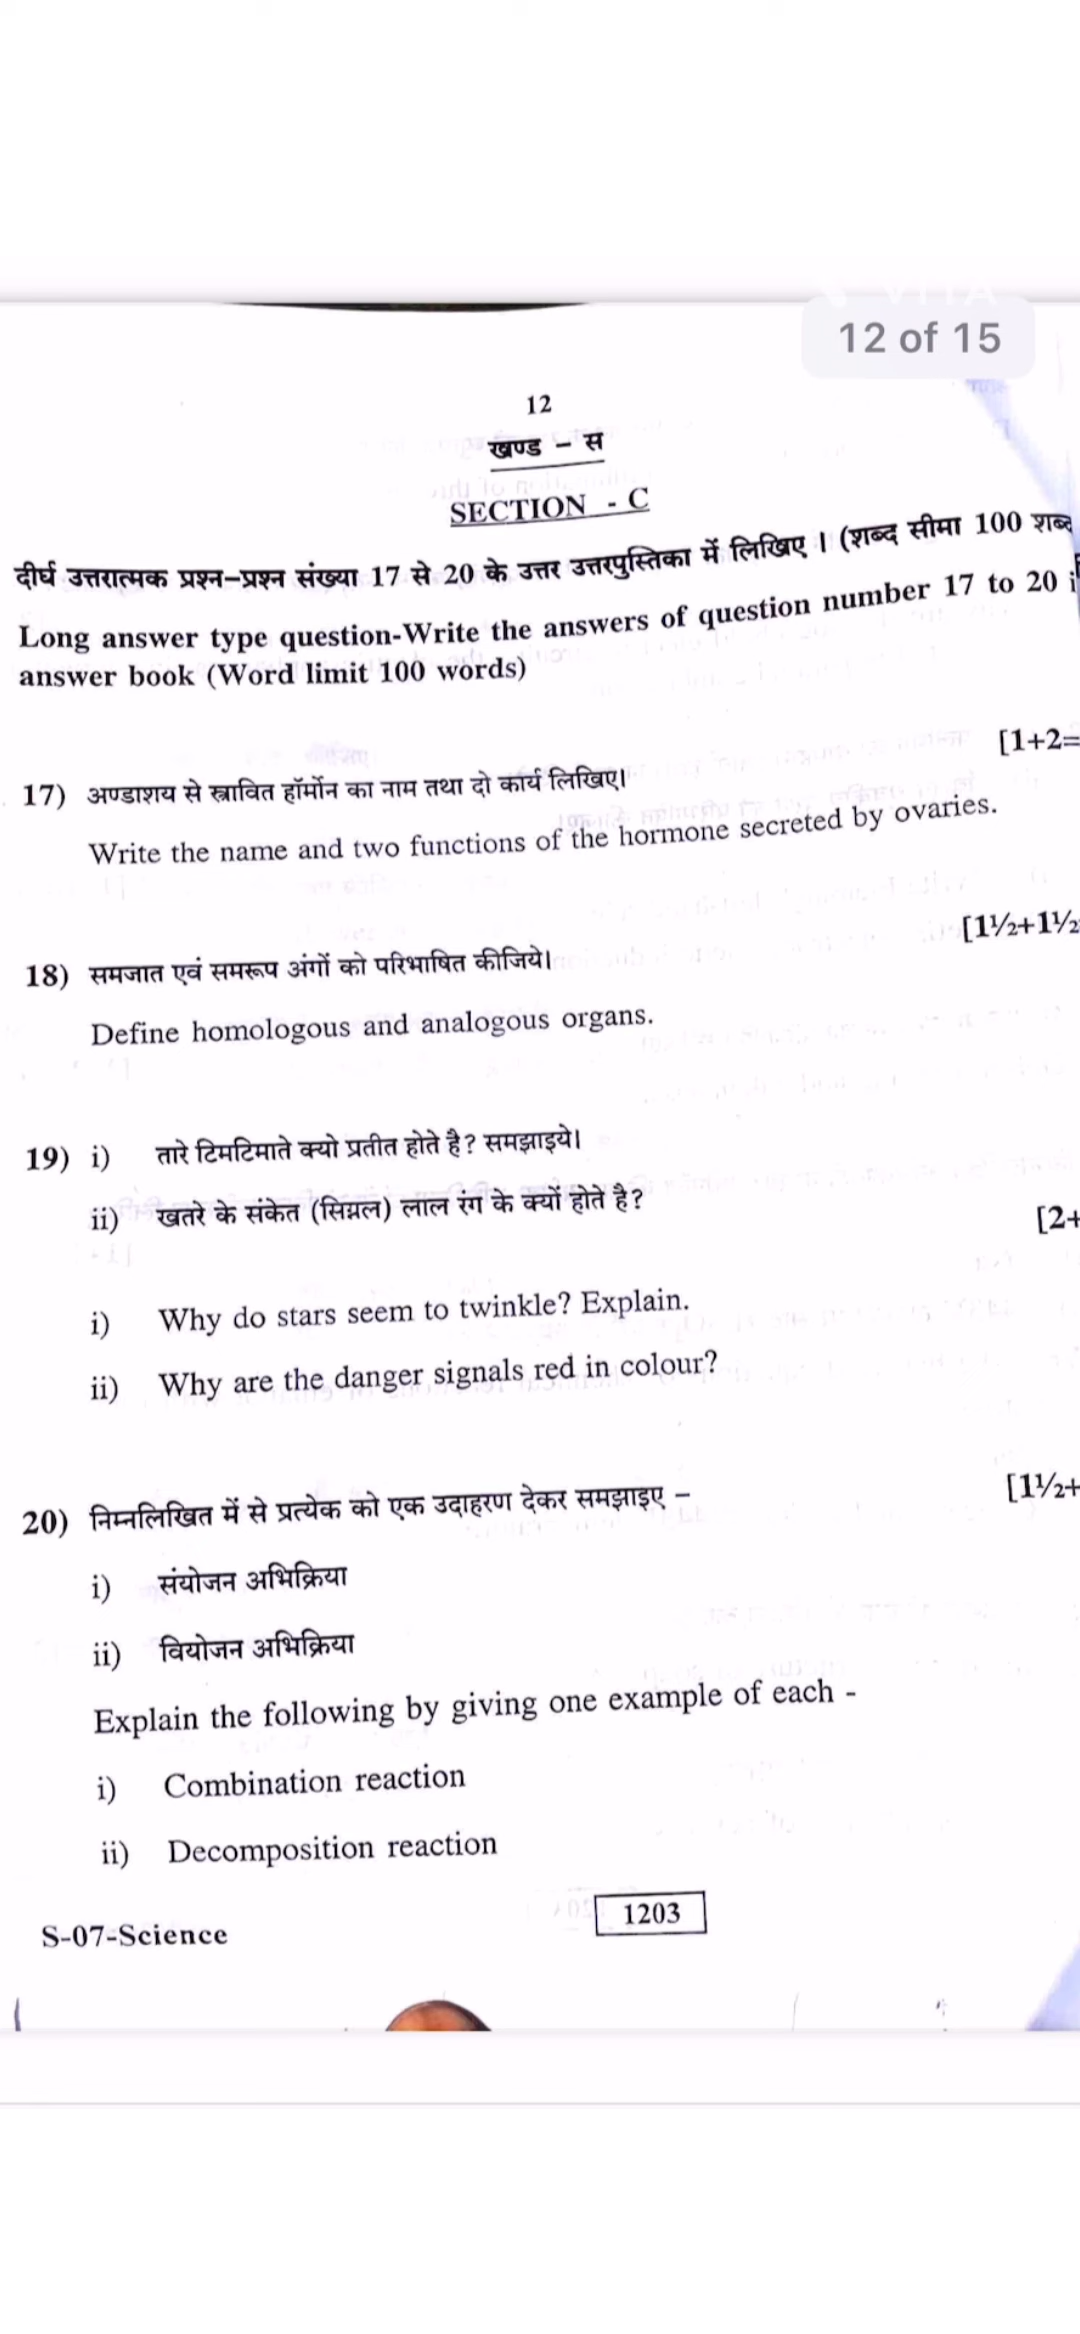 12 of 15
12
खण्ड - स
SECTION - C
दीर्घ उत्तरात्मक प्रश्न-प्रश्न संख्या 17 से 20 के उत्तर उत्तरपुस्तिका में लिखिए । (शब्द सीमा 100
Long answer type question-Write the answers of question number 17 to 20
answer book (Word limit 100 words)
[1+2=
17) अण्डाशय से स्त्रावित हॉर्मोन का नाम तथा दो कार्य लिखिए।
Write the name and two functions of the hormone secreted by ovaries.
[1½+1½
18) समजात एवं समरूप अंगों को परिभाषित कीजिये।
Define homologous and analogous organs.
19) i) तारे टिमटिमाते क्यो प्रतीत होते है? समझाइये।
ii) खतरे के संकेत (सिग्नल) लाल रंग के क्यों होते है?
[2+
i) Why do stars seem to twinkle? Explain.
ii) Why are the danger signals red in colour?
[1½+
20) निम्नलिखित में से प्रत्येक को एक उदाहरण देकर समझाइए –
i) संयोजन अभिक्रिया
ii) वियोजन अभिक्रिया
Explain the following by giving one example of each -
i) Combination reaction
ii) Decomposition reaction
S-07-Science
1203